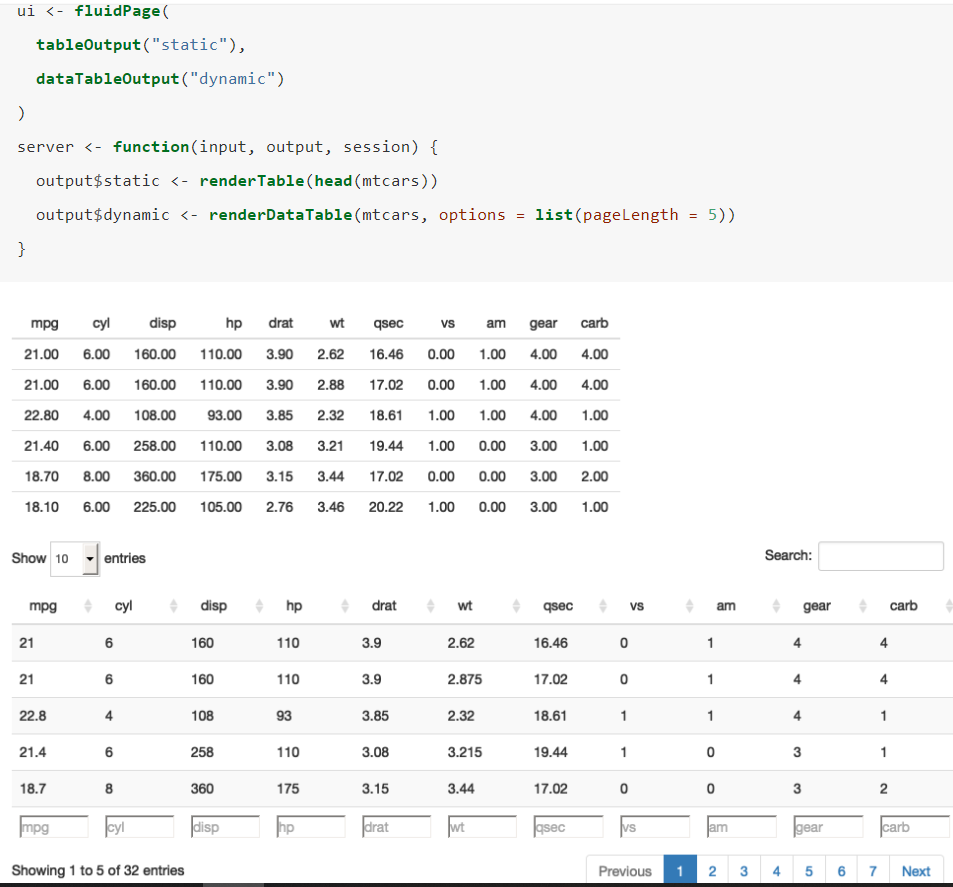 ui <- fluidPage(
tableOutput("static"),
dataTableOutput("dynamic")
)
server <- function(input, output, session) {
output$static <- renderTable(head(mtcars))
output$dynamic <- renderDataTable(mtcars, options = list(pageLength = 5))
}
mpg cyl disp hp drat wt qsec vs am gear carb
21.00 6.00 160.00 110.00 3.90 2.62 16.46 0.00 1.00 4.00 4.00
21.00 6.00 160.00 110.00 3.90 2.88 17.02 0.00 1.00 4.00 4.00
22.80 4.00 108.00 93.00 3.85 2.32 18.61 1.00 1.00 4.00 1.00
21.40 6.00 258.00 110.00 3.08 3.21 19.44 1.00 0.00 3.00 1.00
18.70 8.00 360.00 175.00 3.15 3.44 17.02 0.00 0.00 3.00 2.00
18.10 6.00 225.00 105.00 2.76 3.46 20.22 1.00 0.00 3.00 1.00
Show 10 entries Search:
mpg cyl disp hp drat wt qsec vs am gear carb
21 6 160 110 3.9 2.62 16.46 0 1 4 4
21 6 160 110 3.9 2.875 17.02 0 1 4 4
22.8 4 108 93 3.85 2.32 18.61 1 1 4 1
21.4 6 258 110 3.08 3.215 19.44 1 0 3 1
18.7 8 360 175 3.15 3.44 17.02 0 0 3 2
mpg cyl disp hp drat wt qsec vs am gear carb
Showing 1 to 5 of 32 entries Previous 1 2 3 4 5 6 7 Next